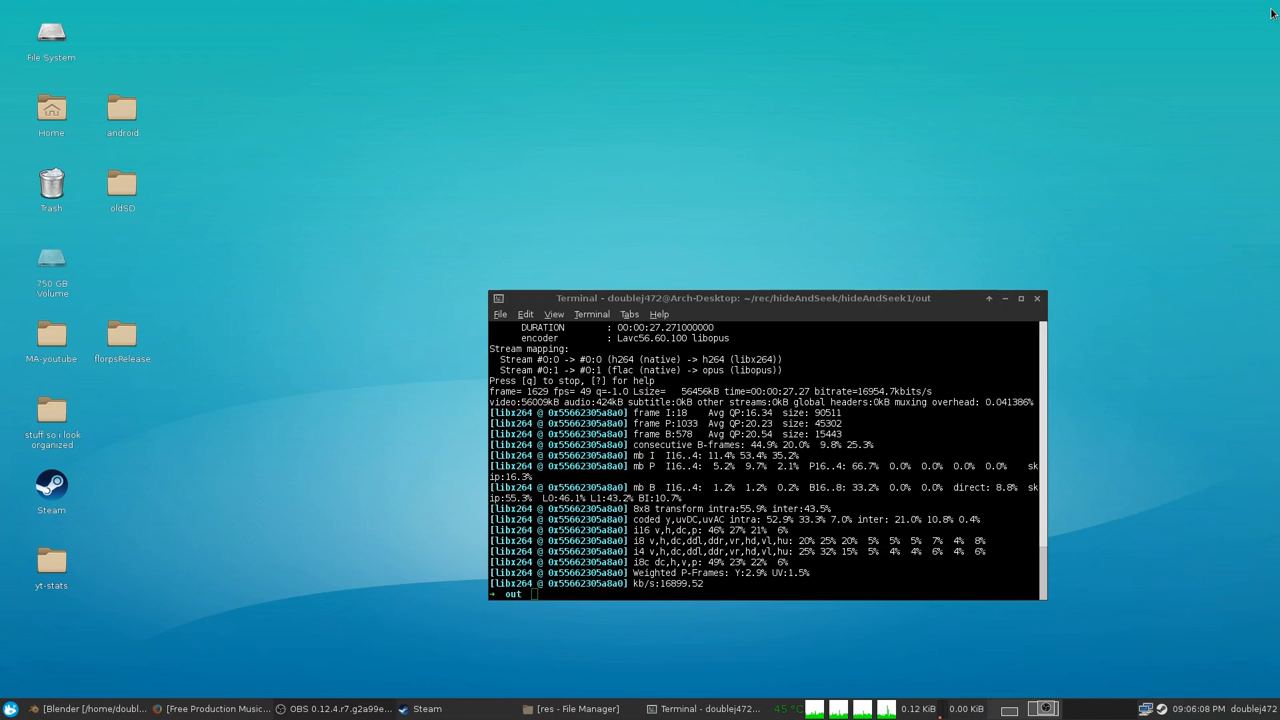 File System
Home
android
Trash
oldSD
750 GB
Volume
MA-youtube
florpsRelease
stuff so i look
organized
Steam
yt-stats
Terminal - doublej472@Arch-Desktop: ~/rec/hideAndSeek/hideAndSeek1/out
File Edit View Terminal Tabs Help
DURATION : 00:00:27.271000000
encoder : Lavc56.60.100 libopus
Stream mapping:
Stream #0:0 -> #0:0 (h264 (native) -> h264 (libx264))
Stream #0:1 -> #0:1 (flac (native) -> opus (libopus))
Press [q] to stop, [?] for help
frame= 1629 fps= 49 q=-1.0 Lsize= 56456kB time=00:00:27.27 bitrate=16954.7kbits/s
video:56009kB audio:424kB subtitle:0kB other streams:0kB global headers:0kB muxing overhead: 0.041386%
[libx264 @ 0x55662305a8a0] frame I:18 Avg QP:16.34 size: 90511
[libx264 @ 0x55662305a8a0] frame P:1033 Avg QP:20.23 size: 45302
[libx264 @ 0x55662305a8a0] frame B:578 Avg QP:20.54 size: 15443
[libx264 @ 0x55662305a8a0] consecutive B-frames: 44.9% 20.0% 9.8% 25.3%
[libx264 @ 0x55662305a8a0] mb I I16..4: 11.4% 53.4% 35.2%
[libx264 @ 0x55662305a8a0] mb P I16..4: 5.2% 9.7% 2.1% P16..4: 66.7% 0.0% 0.0% 0.0% 0.0% sk
ip:16.3%
[libx264 @ 0x55662305a8a0] mb B I16..4: 1.2% 1.2% 0.2% B16..8: 33.2% 0.0% 0.0% direct: 8.8% sk
ip:55.3% L0:46.1% L1:43.2% BI:10.7%
[libx264 @ 0x55662305a8a0] 8x8 transform intra:55.9% inter:43.5%
[libx264 @ 0x55662305a8a0] coded y,uvDC,uvAC intra: 52.9% 33.3% 7.0% inter: 21.0% 10.8% 0.4%
[libx264 @ 0x55662305a8a0] i16 v,h,dc,p: 46% 27% 21% 6%
[libx264 @ 0x55662305a8a0] i8 v,h,dc,ddl,ddr,vr,hd,vl,hu: 20% 25% 20% 5% 5% 5% 7% 4% 8%
[libx264 @ 0x55662305a8a0] i4 v,h,dc,ddl,ddr,vr,hd,vl,hu: 25% 32% 15% 5% 4% 4% 6% 4% 6%
[libx264 @ 0x55662305a8a0] i8c dc,h,v,p: 49% 23% 22% 6%
[libx264 @ 0x55662305a8a0] Weighted P-Frames: Y:2.9% UV:1.5%
[libx264 @ 0x55662305a8a0] kb/s:16899.52
➜ out
[Blender [/home/doubl... [Free Production Music... OBS 0.12.4.r7.g2a99e... Steam [res - File Manager] Terminal - doublej472... 45 °C 0.12 KiB 0.00 KiB 09:06:08 PM doublej472